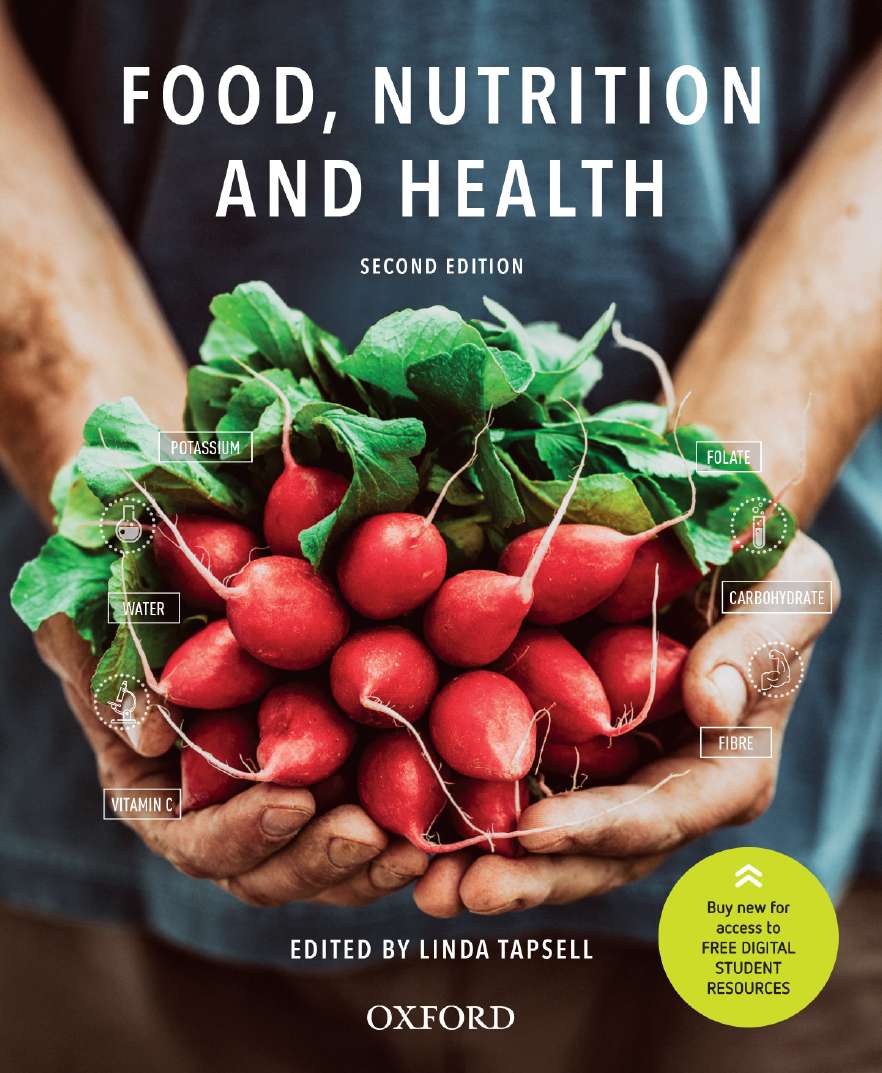 FOOD, NUTRITION
AND HEALTH
SECOND EDITION
POTASSIUM
FOLATE
WATER
CARBOHYDRATE
FIBRE
VITAMIN C
Buy new for
access to
FREE DIGITAL
STUDENT
RESOURCES
EDITED BY LINDA TAPSELL
OXFORD